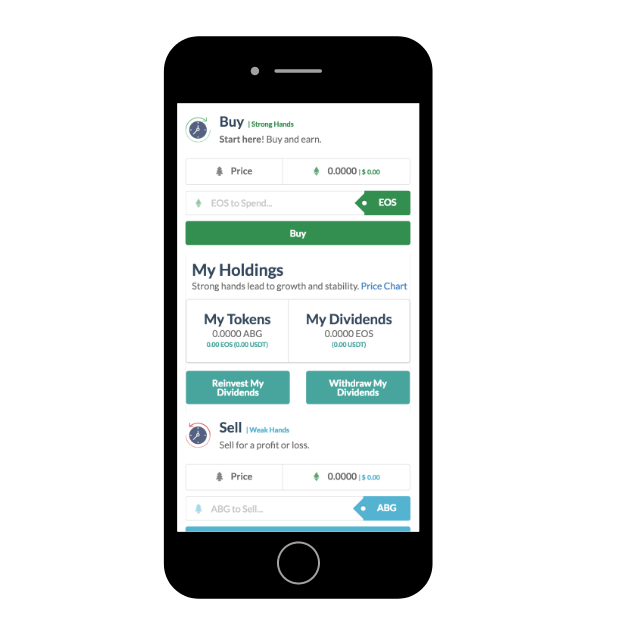 Buy | Strong Hands
Start here! Buy and earn.
Price 0.0000 | $ 0.00
EOS to Spend... EOS
Buy
My Holdings
Strong hands lead to growth and stability. Price Chart
My Tokens My Dividends
0.0000 ABG 0.0000 EOS
0.00 EOS (0.00 USDT) (0.00 USDT)
Reinvest My Withdraw My
Dividends Dividends
Sell | Weak Hands
Sell for a profit or loss.
Price 0.0000 | $ 0.00
ABG to Sell... ABG